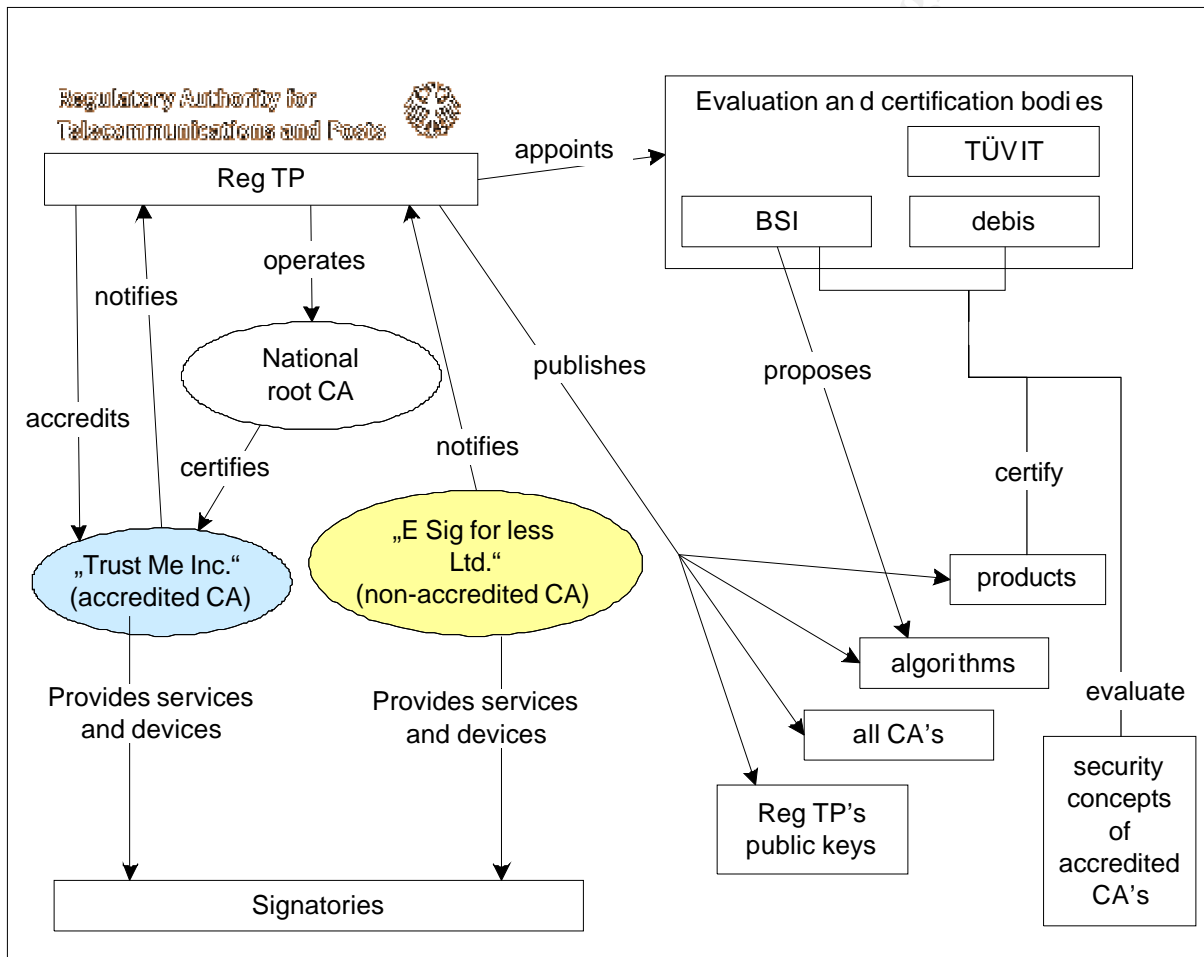 Regulatory Authority for
Telecommunications and Posts
Reg TP
appoints
Evaluation an d certification bodi es
TÜV IT
BSI
debis
operates
notifies
National
root CA
publishes
proposes
accredits
notifies
certifies
certify
„Trust Me Inc.“
(accredited CA)
„E Sig for less
Ltd.“
(non-accredited CA)
products
algorithms
evaluate
Provides services
and devices
Provides services
and devices
all CA's
security
concepts
of
accredited
CA's
Reg TP's
public keys
Signatories